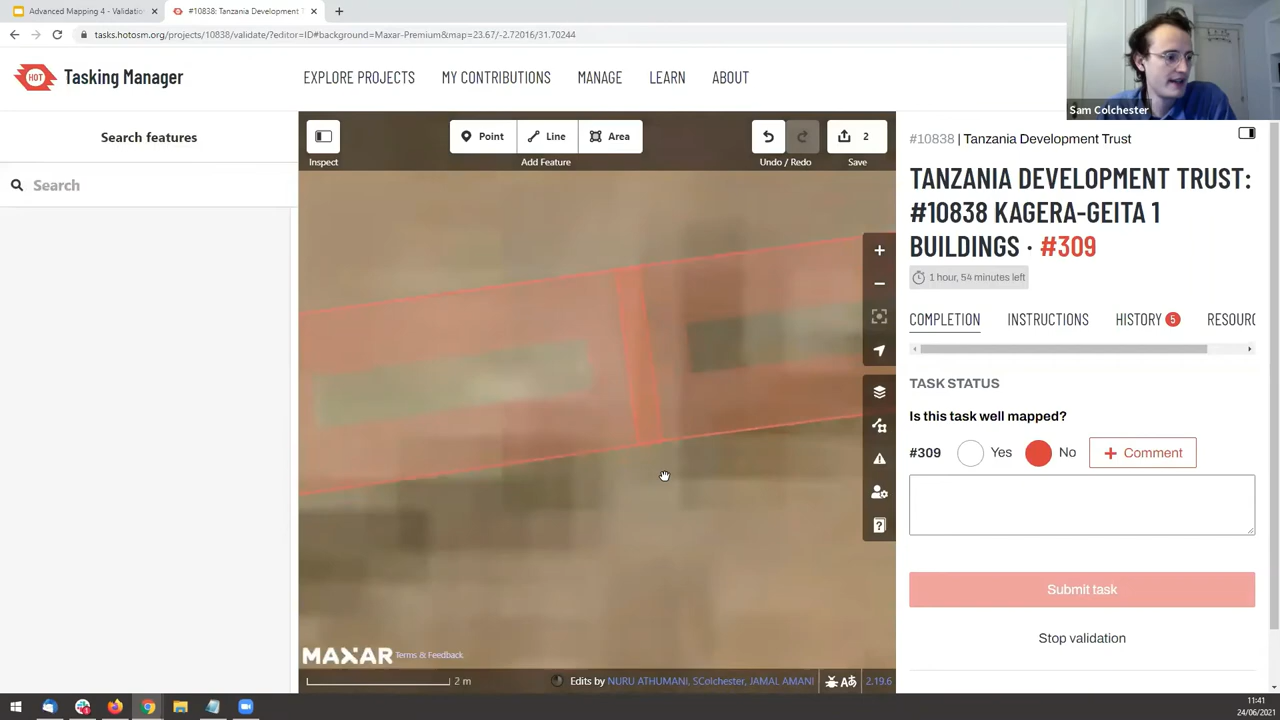 Advanced Mapping 4 - Validatio
#10838: Tanzania Development T
tasks.hotosm.org/projects/10838/validate/?editor=ID#background=Maxar-Premium&map=23.67/-2.72016/31.70244
Sam Colchester
HOT Tasking Manager
EXPLORE PROJECTS MY CONTRIBUTIONS MANAGE LEARN ABOUT
Search features
Search
Inspect
Point Line Area
Add Feature
Undo / Redo
2
Save
#10838 | Tanzania Development Trust
TANZANIA DEVELOPMENT TRUST:
#10838 KAGERA-GEITA 1
BUILDINGS · #309
1 hour, 54 minutes left
COMPLETION INSTRUCTIONS HISTORY 5 RESOURC
TASK STATUS
Is this task well mapped?
#309 Yes No + Comment
Submit task
Stop validation
MAXAR Terms & Feedback
2 m
Edits by NURU ATHUMANI, SColchester, JAMAL AMANI
2.19.6
11:41
24/06/2021